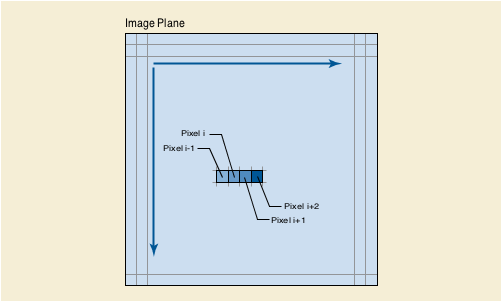 Image Plane
Pixel i
Pixel i-1
Pixel i+2
Pixel i+1